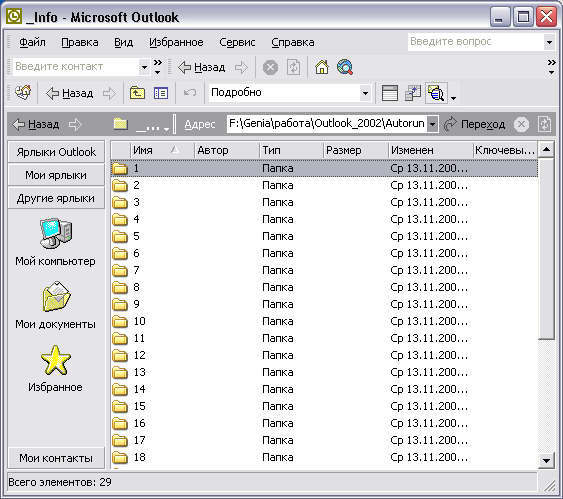 _Info - Microsoft Outlook
Файл Правка Вид Избранное Сервис Справка Введите вопрос
Введите контакт Назад
Назад Подробно
Назад _... Адрес F:\Genia\работа\Outlook_2002\Autorun Переход
Ярлыки Outlook
Мои ярлыки
Другие ярлыки
Мой компьютер
Мои документы
Избранное
Мои контакты
Имя Автор Тип Размер Изменен Ключевы...
1 Папка Ср 13.11.200...
2 Папка Ср 13.11.200...
3 Папка Ср 13.11.200...
4 Папка Ср 13.11.200...
5 Папка Ср 13.11.200...
6 Папка Ср 13.11.200...
7 Папка Ср 13.11.200...
8 Папка Ср 13.11.200...
9 Папка Ср 13.11.200...
10 Папка Ср 13.11.200...
11 Папка Ср 13.11.200...
12 Папка Ср 13.11.200...
13 Папка Ср 13.11.200...
14 Папка Ср 13.11.200...
15 Папка Ср 13.11.200...
16 Папка Ср 13.11.200...
17 Папка Ср 13.11.200...
18 Папка Ср 13.11.200...
Всего элементов: 29